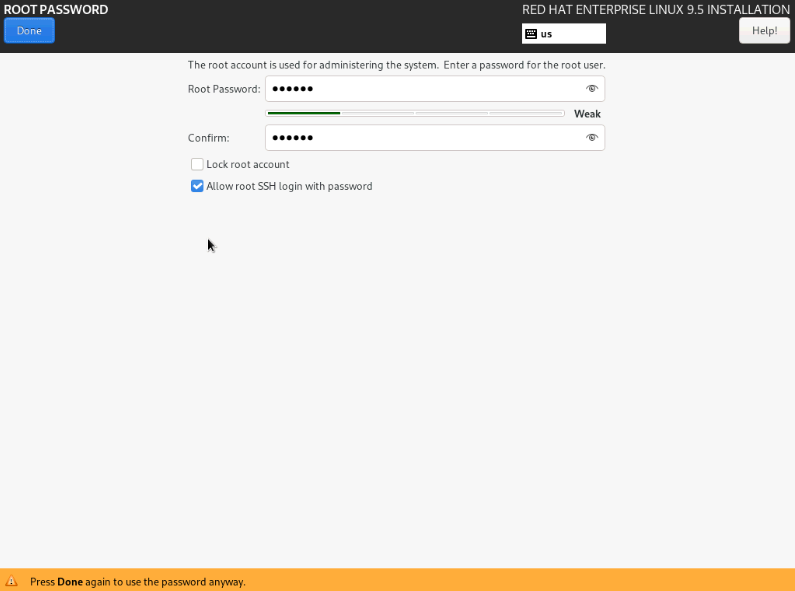 ROOT PASSWORD
RED HAT ENTERPRISE LINUX 9.5 INSTALLATION
Done
us
Help!
The root account is used for administering the system. Enter a password for the root user.
Root Password: ●●●●●●
Weak
Confirm: ●●●●●●
Lock root account
Allow root SSH login with password
Press Done again to use the password anyway.